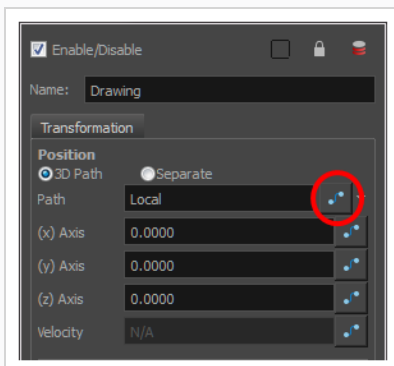 Enable/Disable
Name: Drawing
Transformation
Position
3D Path Separate
Path Local
(x) Axis 0.0000
(y) Axis 0.0000
(z) Axis 0.0000
Velocity N/A